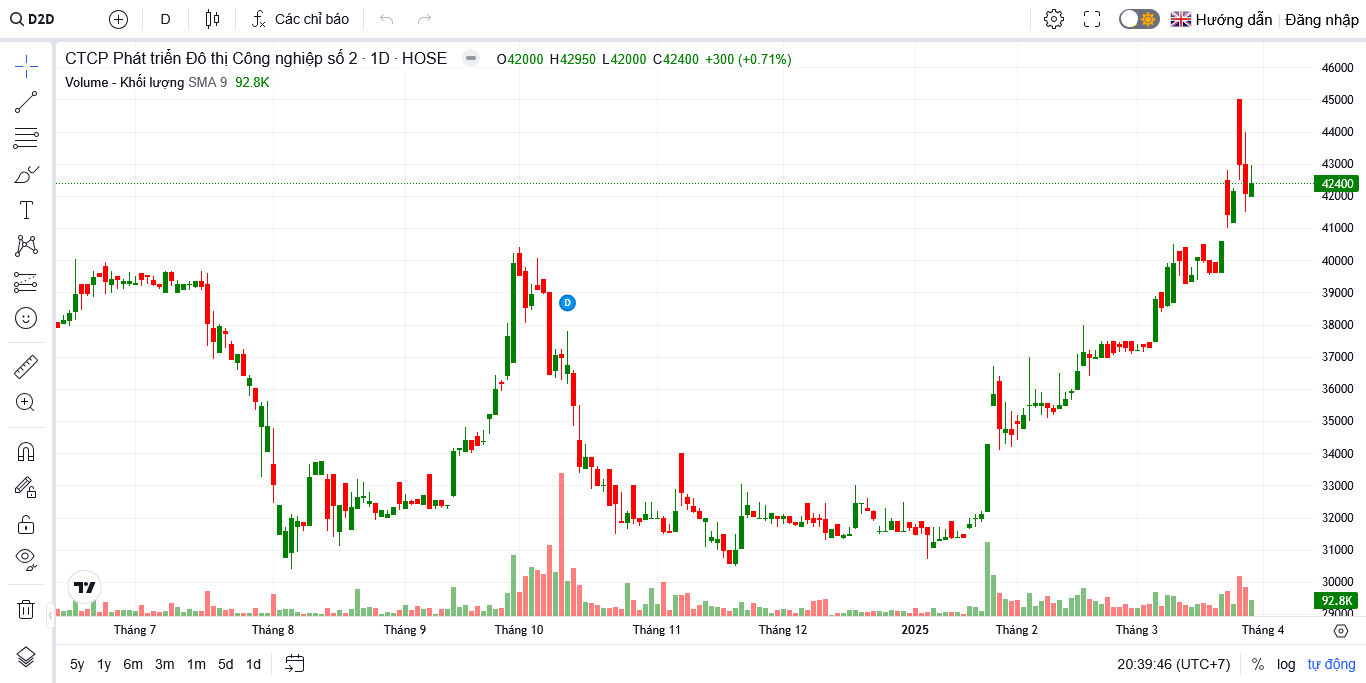 D2D D Các chỉ báo Hướng dẫn Đăng nhập
CTCP Phát triển Đô thị Công nghiệp số 2 · 1D · HOSE O42000 H42950 L42000 C42400 +300 (+0.71%)
Volume - Khối lượng SMA 9 92.8K
46000
45000
44000
43000
42400
42000
41000
40000
39000
D
38000
37000
36000
35000
34000
33000
32000
31000
30000
92.8K
29000
Tháng 7 Tháng 8 Tháng 9 Tháng 10 Tháng 11 Tháng 12 2025 Tháng 2 Tháng 3 Tháng 4
5y 1y 6m 3m 1m 5d 1d 20:39:46 (UTC+7) % log tự động